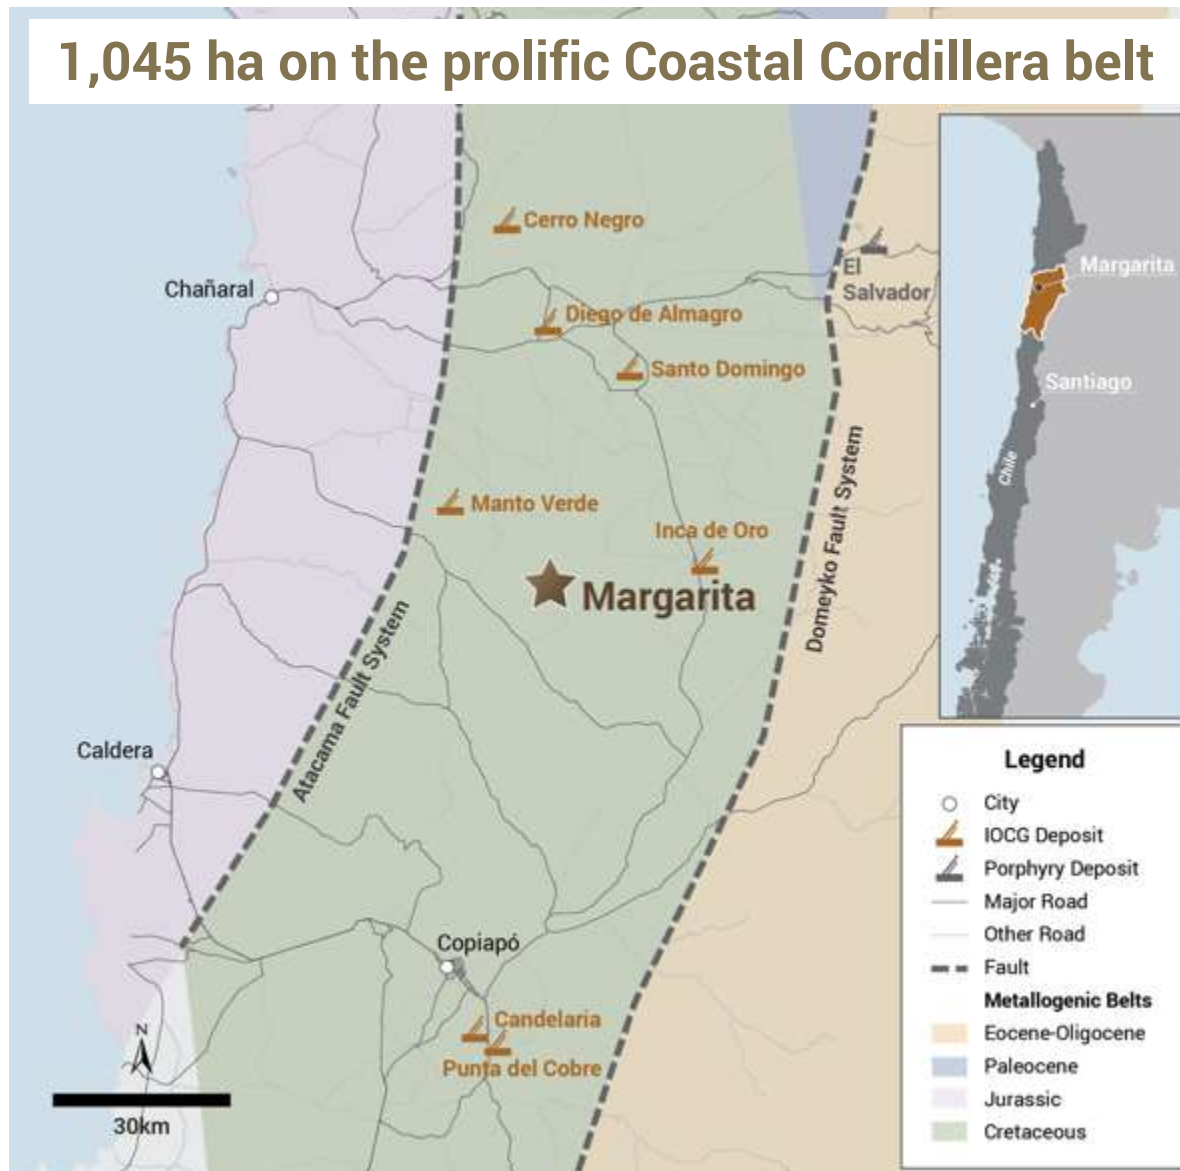 1,045 ha on the prolific Coastal Cordillera belt
Cerro Negro
Chañaral
El
Salvador
Diego de Almagro
Santo Domingo
Manto Verde
Inca de Oro
Margarita
Domeyko Fault System
Atacama Fault System
Caldera
Copiapó
Candelaria
Punta del Cobre
N
30km
Margarita
Santiago
Chile
Legend
City
IOCG Deposit
Porphyry Deposit
Major Road
Other Road
Fault
Metallogenic Belts
Eocene-Oligocene
Paleocene
Jurassic
Cretaceous